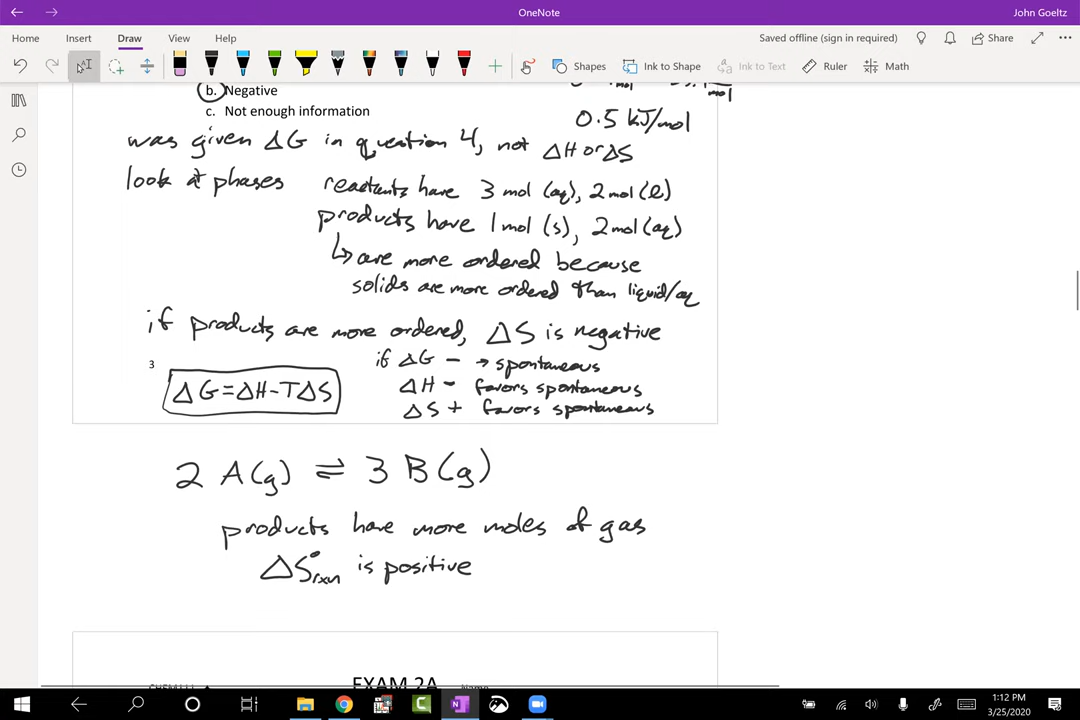 OneNote
John Goeltz
Home Insert Draw View Help
Saved offline (sign in required)
Share
Shapes
Ink to Shape
Ink to Text
Ruler
Math
b. Negative
c. Not enough information
mol
0.5 kJ/mol
was given ΔG in question 4, not ΔH or ΔS
look at phases
reactants have 3 mol (aq), 2 mol (l)
products have 1 mol (s), 2 mol (aq)
↳ are more ordered because
solids are more ordered than liquid/aq
if products are more ordered, ΔS is negative
3
ΔG = ΔH - TΔS
if ΔG - → spontaneous
ΔH - favors spontaneous
ΔS + favors spontaneous
2 A(g) ⇌ 3 B(g)
products have more moles of gas
ΔS°rxn is positive
EXAM 2A
1:12 PM
3/25/2020